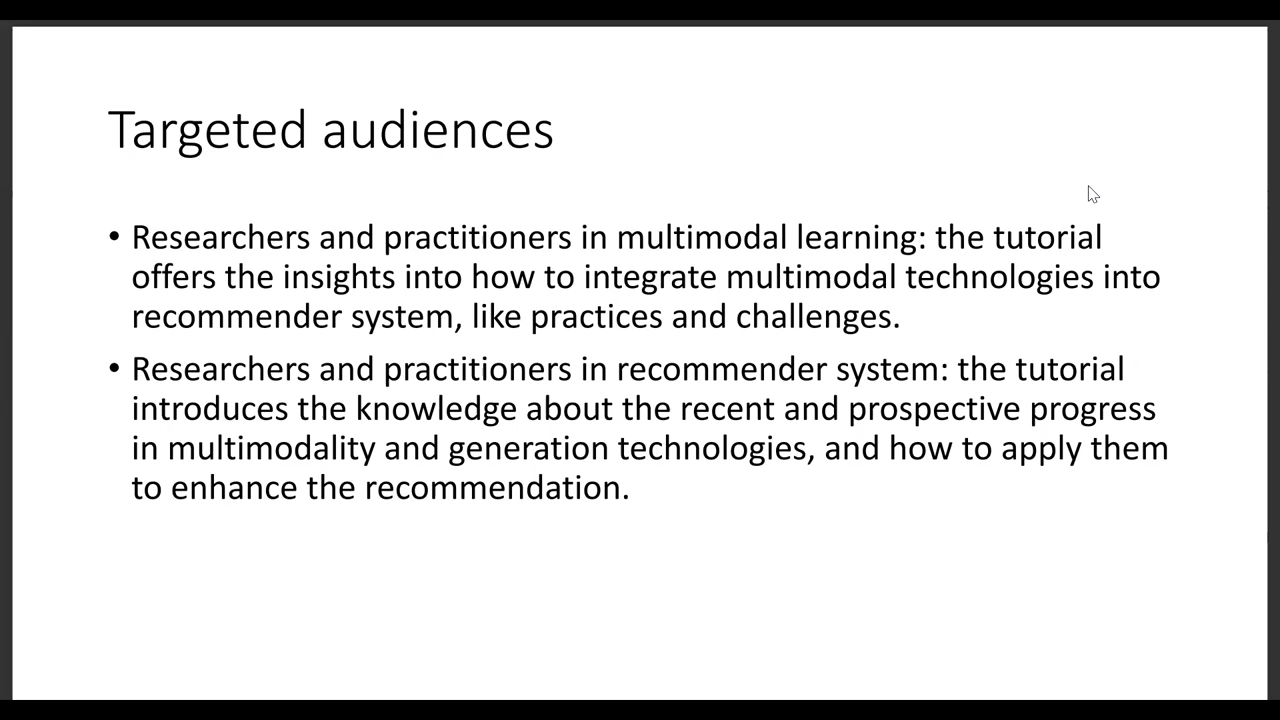 Targeted audiences
• Researchers and practitioners in multimodal learning: the tutorial
offers the insights into how to integrate multimodal technologies into
recommender system, like practices and challenges.
• Researchers and practitioners in recommender system: the tutorial
introduces the knowledge about the recent and prospective progress
in multimodality and generation technologies, and how to apply them
to enhance the recommendation.